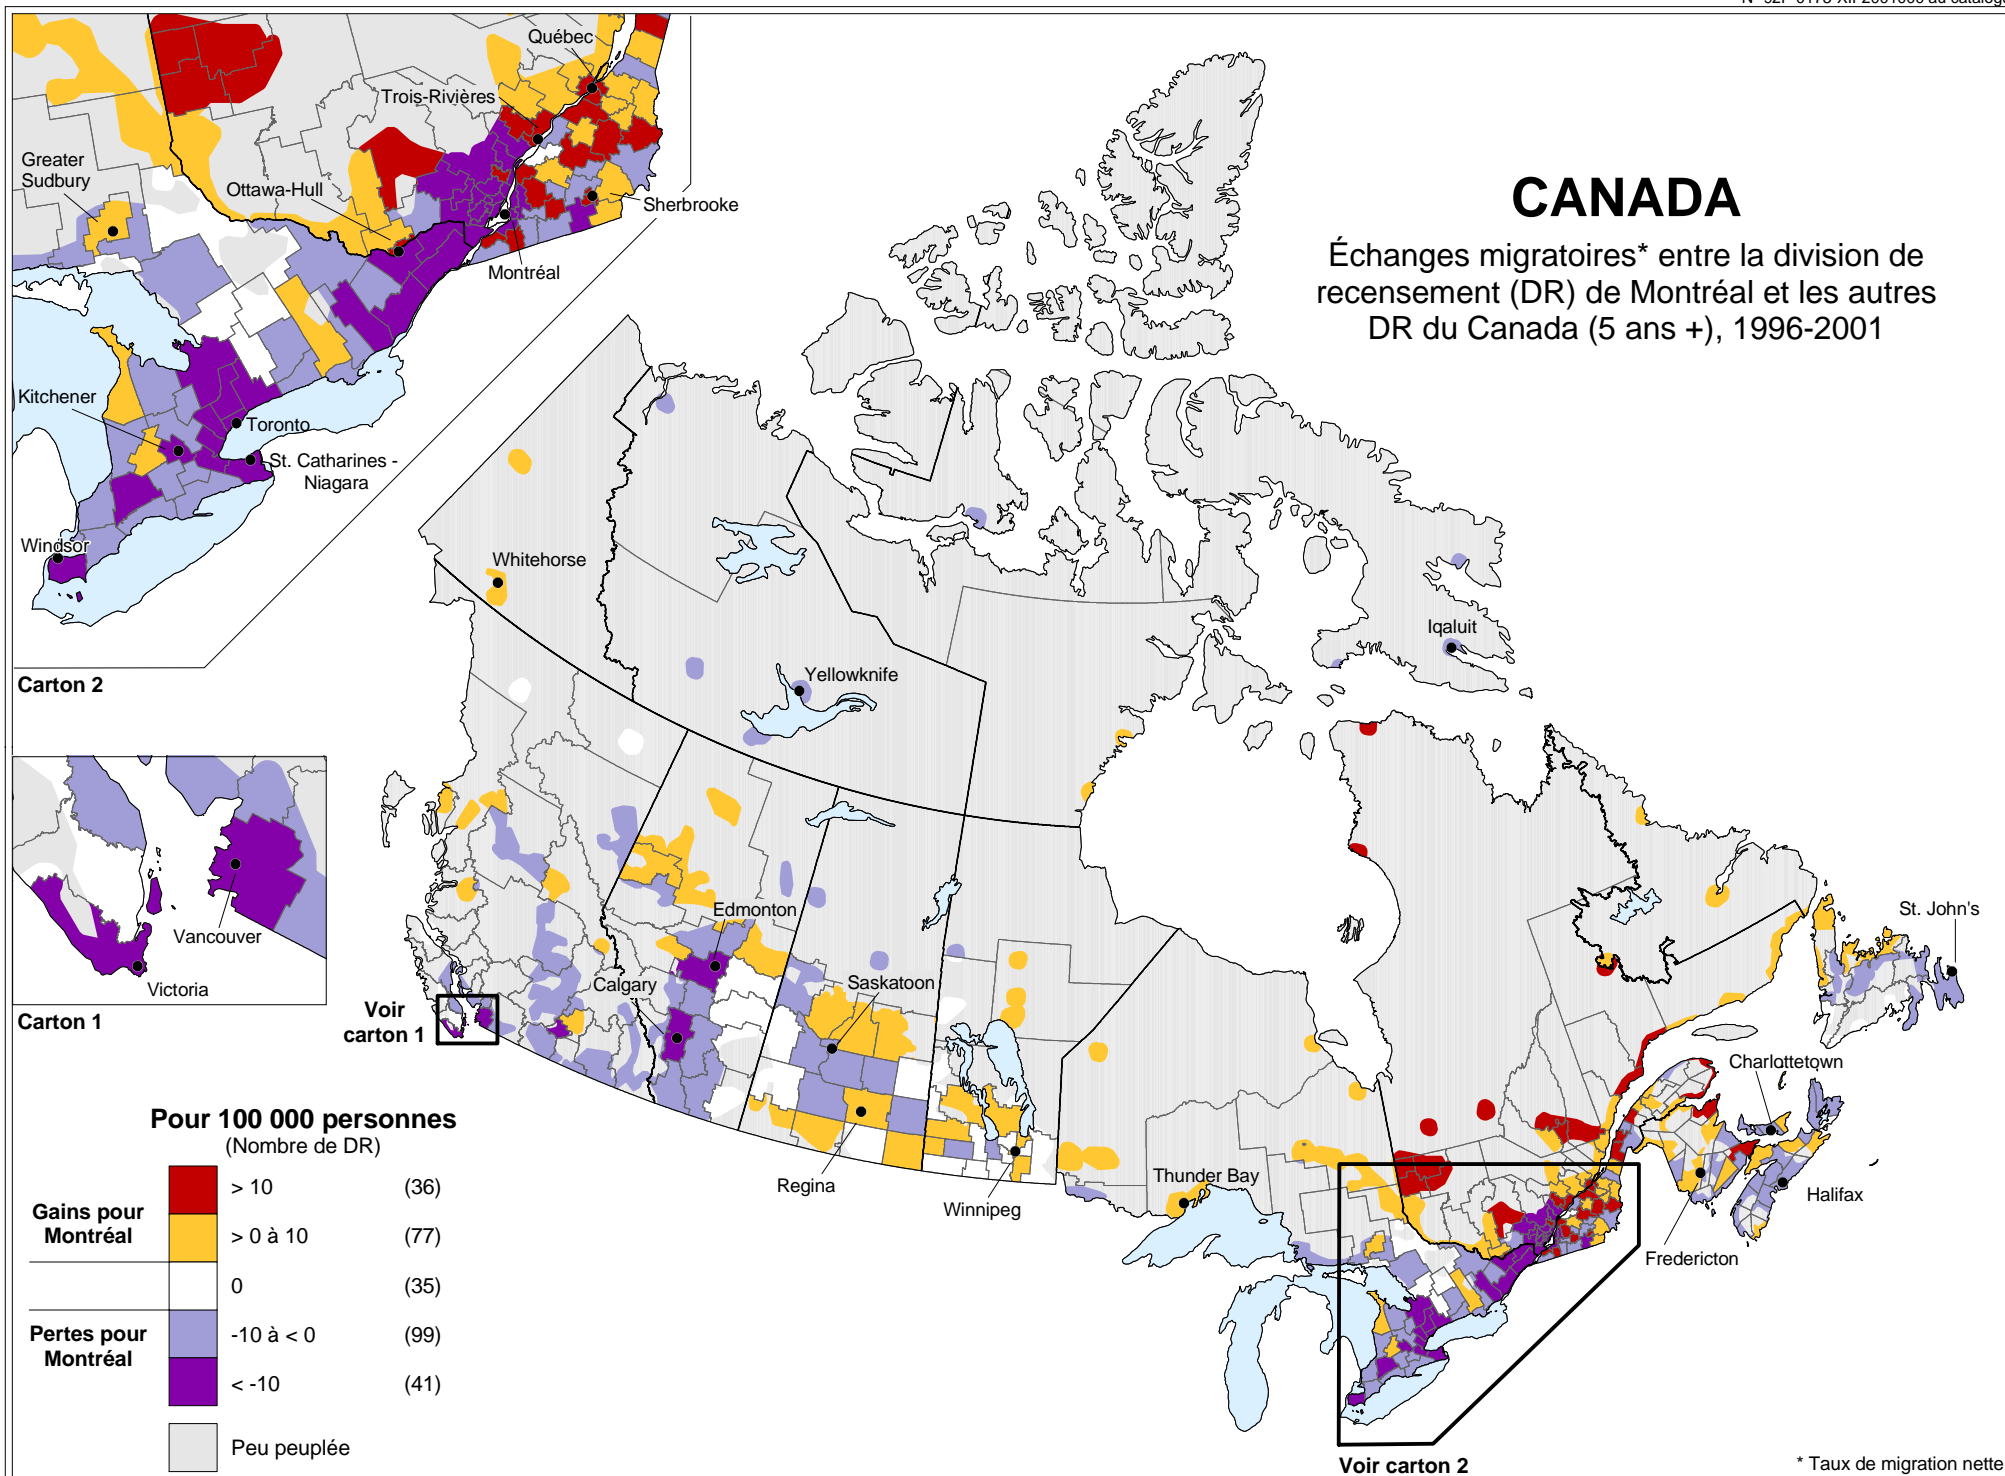 CANADA
Échanges migratoires* entre la division de
recensement (DR) de Montréal et les autres
DR du Canada (5 ans +), 1996-2001
Québec
Trois-Rivières
Greater
Sudbury
Ottawa-Hull
Sherbrooke
Montréal
Kitchener
Toronto
St. Catharines -
Niagara
Windsor
Carton 2
Vancouver
Victoria
Carton 1
Voir
carton 1
Whitehorse
Yellowknife
Iqaluit
Edmonton
Calgary
Saskatoon
Regina
Winnipeg
Thunder Bay
St. John's
Charlottetown
Halifax
Fredericton
Voir carton 2
Pour 100 000 personnes
(Nombre de DR)
Gains pour
Montréal
> 10 (36)
> 0 à 10 (77)
0 (35)
Pertes pour
Montréal
-10 à < 0 (99)
< -10 (41)
Peu peuplée
* Taux de migration nette